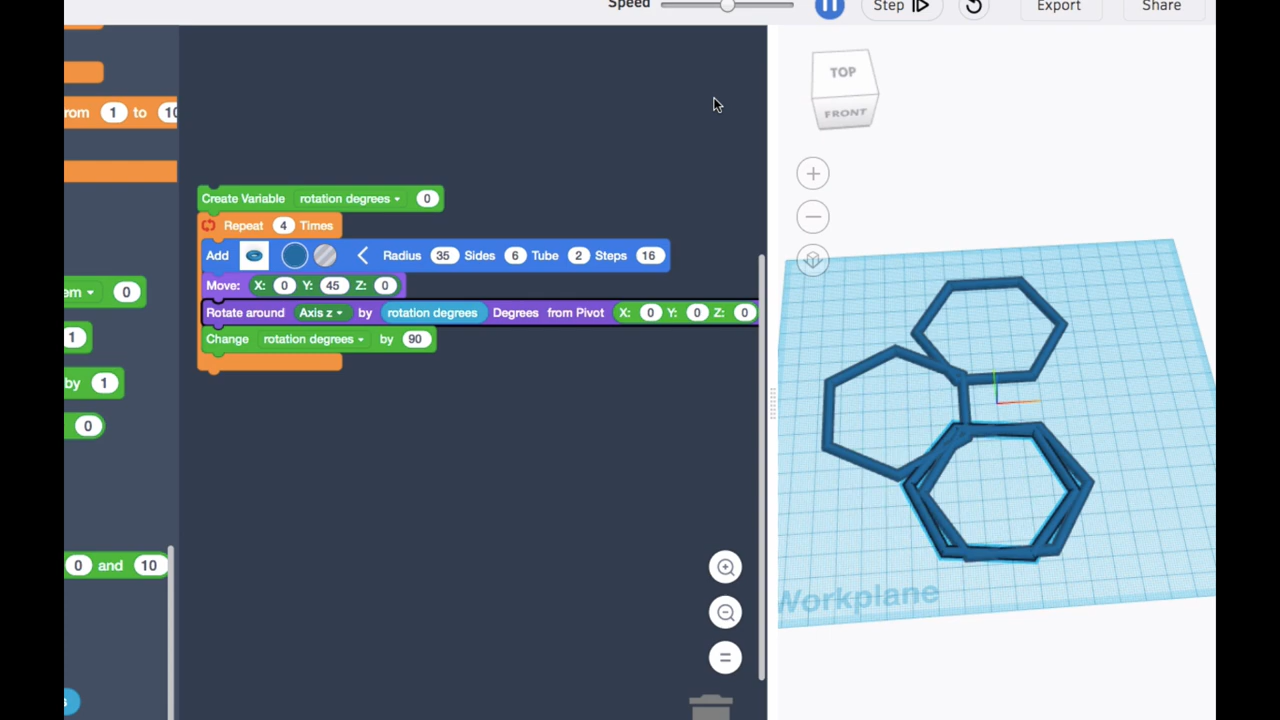 Speed Step Export Share
rom 1 to 10
TOP
FRONT
Create Variable rotation degrees 0
Repeat 4 Times
Add Radius 35 Sides 6 Tube 2 Steps 16
Move: X: 0 Y: 45 Z: 0
em 0
Rotate around Axis z by rotation degrees Degrees from Pivot X: 0 Y: 0 Z: 0
1
Change rotation degrees by 90
by 1
0
0 and 10
Workplane
s